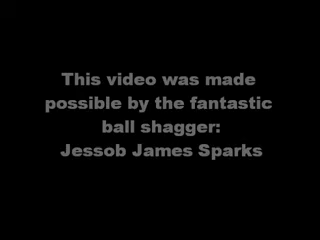 This video was made
possible by the fantastic
ball shagger:
Jessob James Sparks